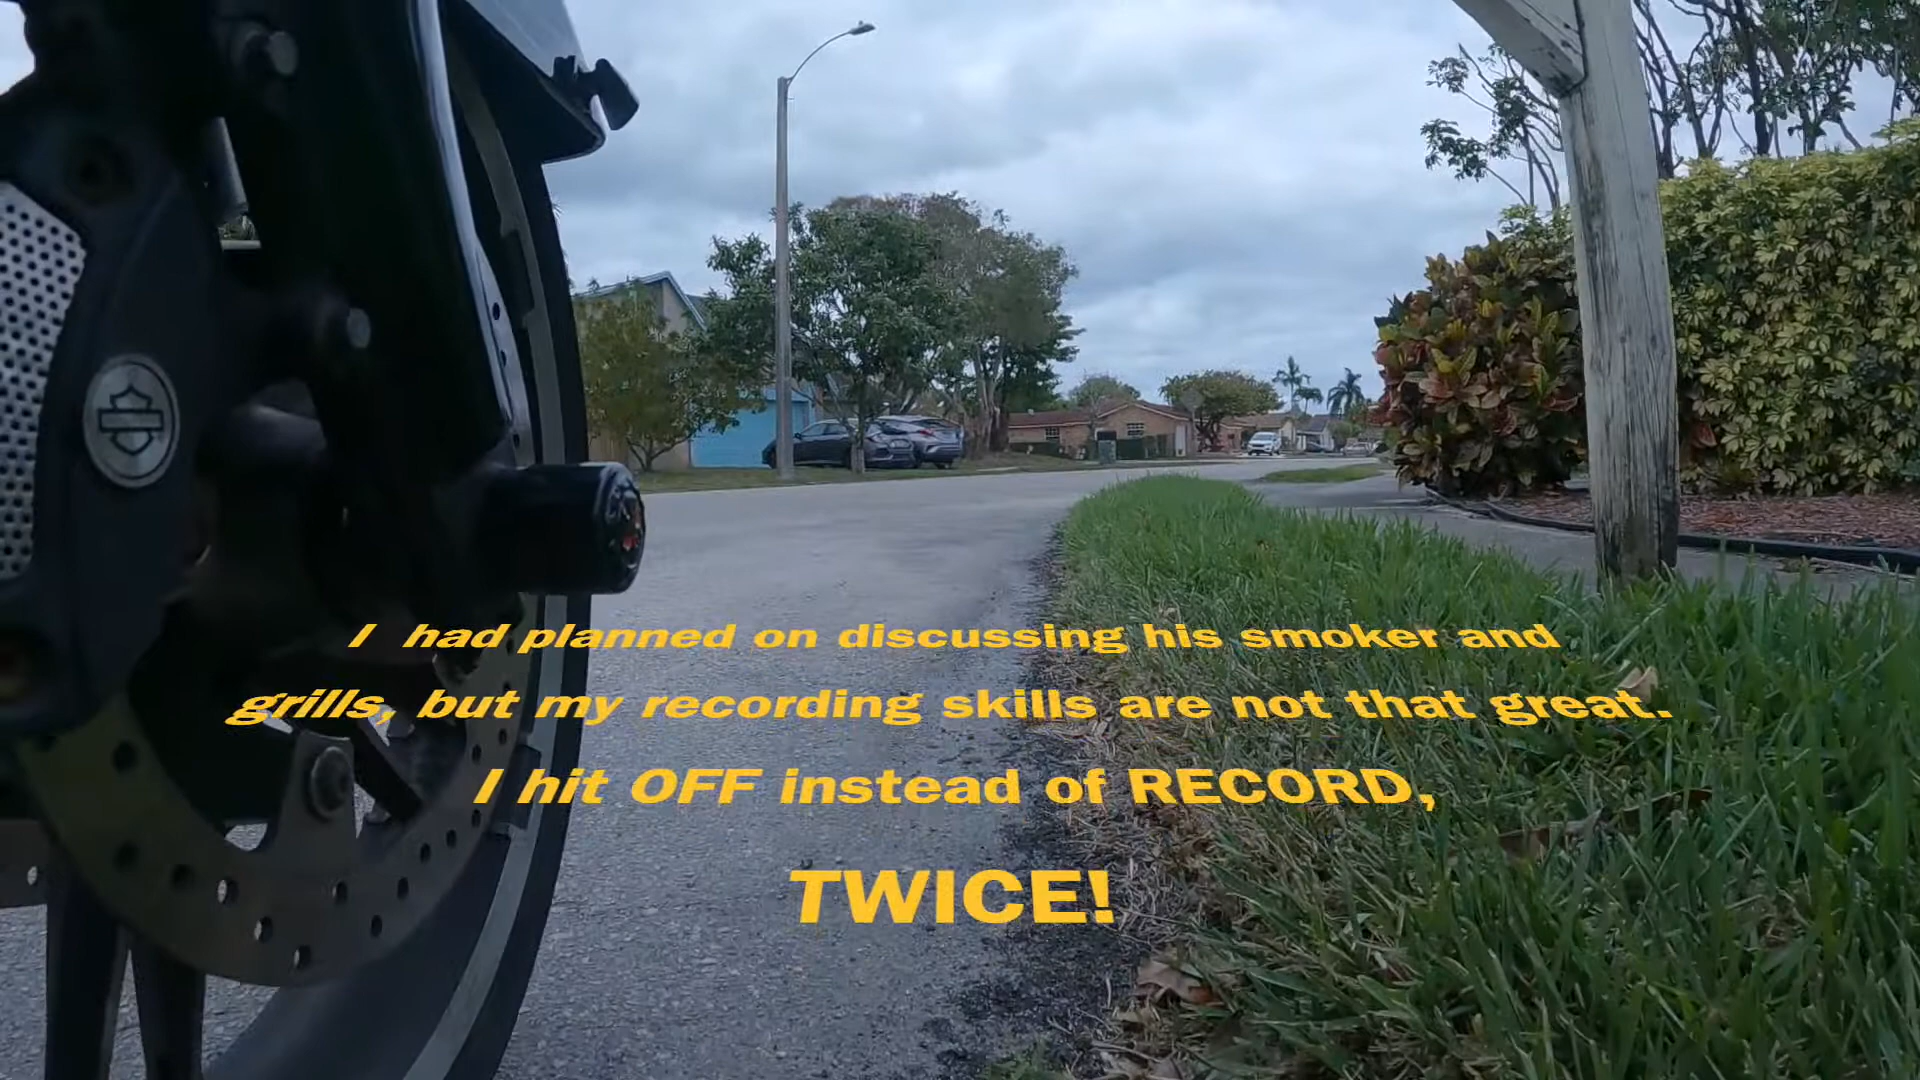 I had planned on discussing his smoker and
grills, but my recording skills are not that great.
I hit OFF instead of RECORD,
TWICE!